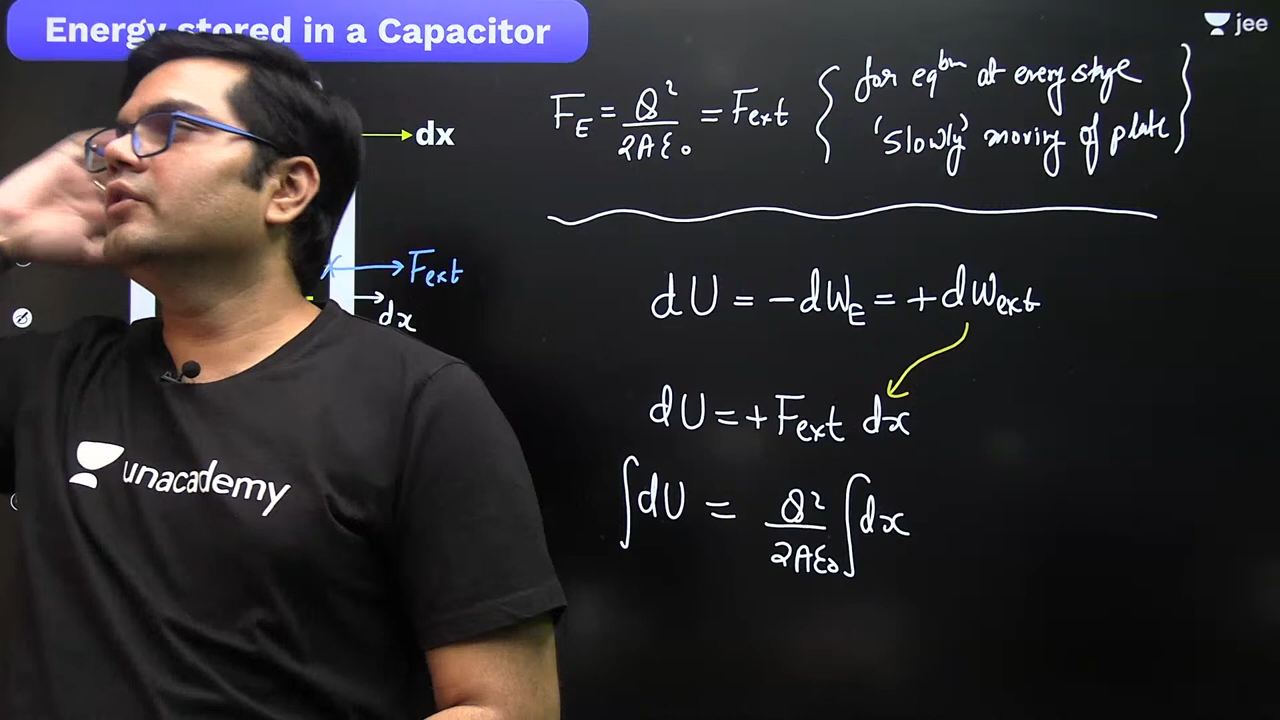 Energy stored in a Capacitor
jee
F_E = Q²/2Aε₀ = F_ext { for eq^bm at every stage
'slowly' moving of plate }
dx
F_ext
dx
dU = -dW_E = +dW_ext
dU = +F_ext dx
∫dU = Q²/2Aε₀ ∫dx
unacademy